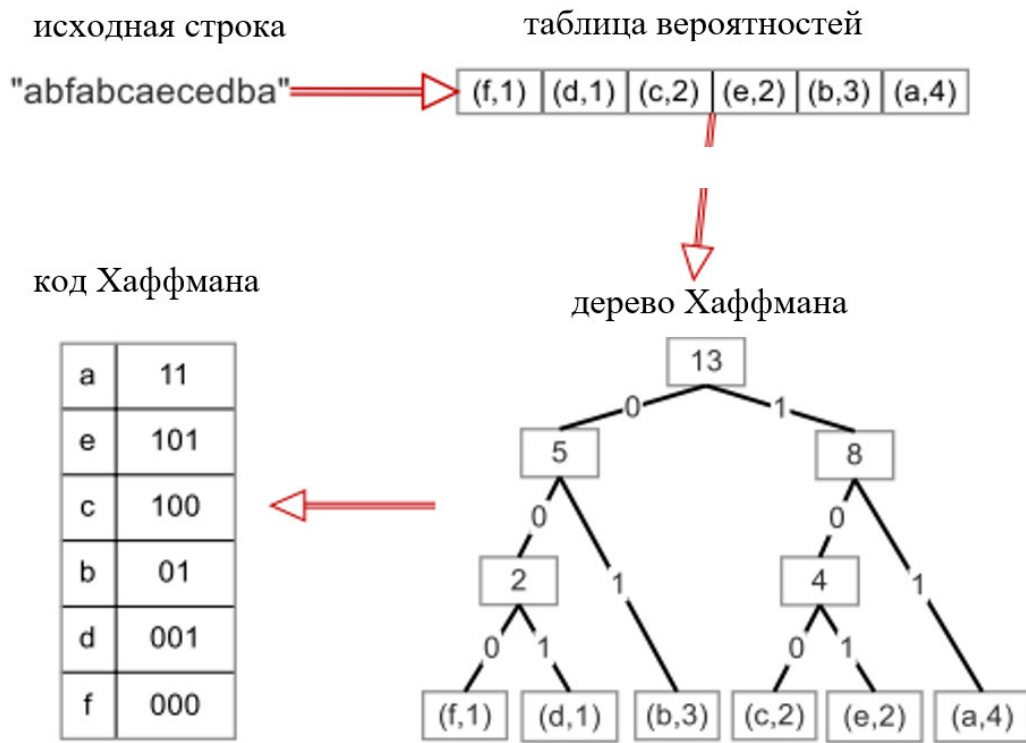 исходная строка
таблица вероятностей
"abfabcaecedba"
(f,1) (d,1) (c,2) (e,2) (b,3) (a,4)
код Хаффмана
дерево Хаффмана
a 11
e 101
c 100
b 01
d 001
f 000
13
0 1
5 8
0 1 0 1
2 4
0 1 0 1
(f,1) (d,1) (b,3) (c,2) (e,2) (a,4)